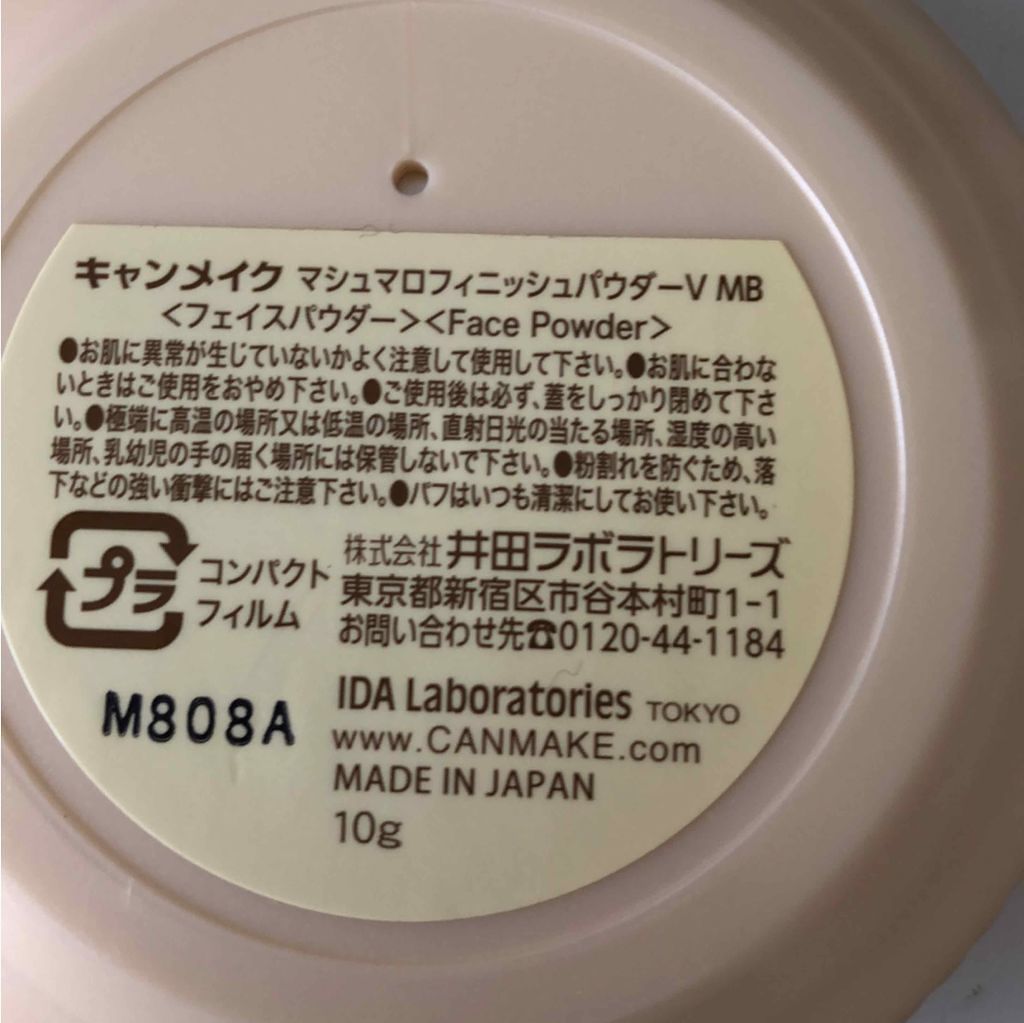 キャンメイク マシュマロフィニッシュパウダーV MB
<フェイスパウダー><Face Powder>
●お肌に異常が生じていないかよく注意して使用して下さい。●お肌に合わな
いときはご使用をおやめ下さい。●ご使用後は必ず、蓋をしっかり閉めて下さ
い。●極端に高温の場所又は低温の場所、直射日光の当たる場所、湿度の高い
場所、乳幼児の手の届く場所には保管しないで下さい。●粉割れを防ぐため、落
下などの強い衝撃にはご注意下さい。●パフはいつも清潔にしてお使い下さい。
プラ
コンパクト
フィルム
株式会社 井田ラボラトリーズ
東京都新宿区市谷本村町1-1
お問い合わせ先☎0120-44-1184
M808A
IDA Laboratories TOKYO
www.CANMAKE.com
MADE IN JAPAN
10g